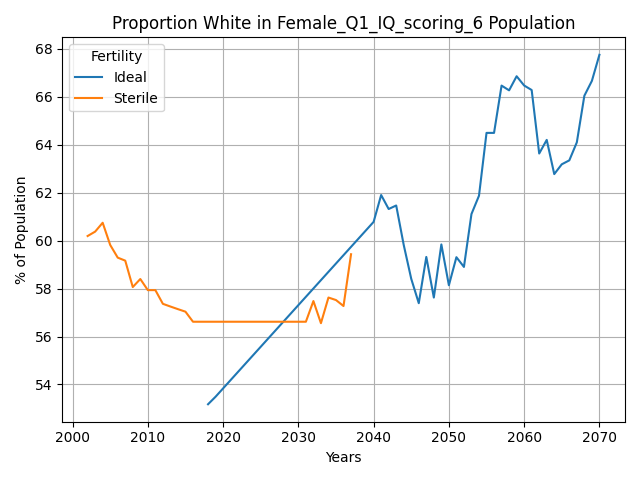 Proportion White in Female_Q1_IQ_scoring_6 Population
Fertility
Ideal
Sterile
% of Population
68
66
64
62
60
58
56
54
2000 2010 2020 2030 2040 2050 2060 2070
Years